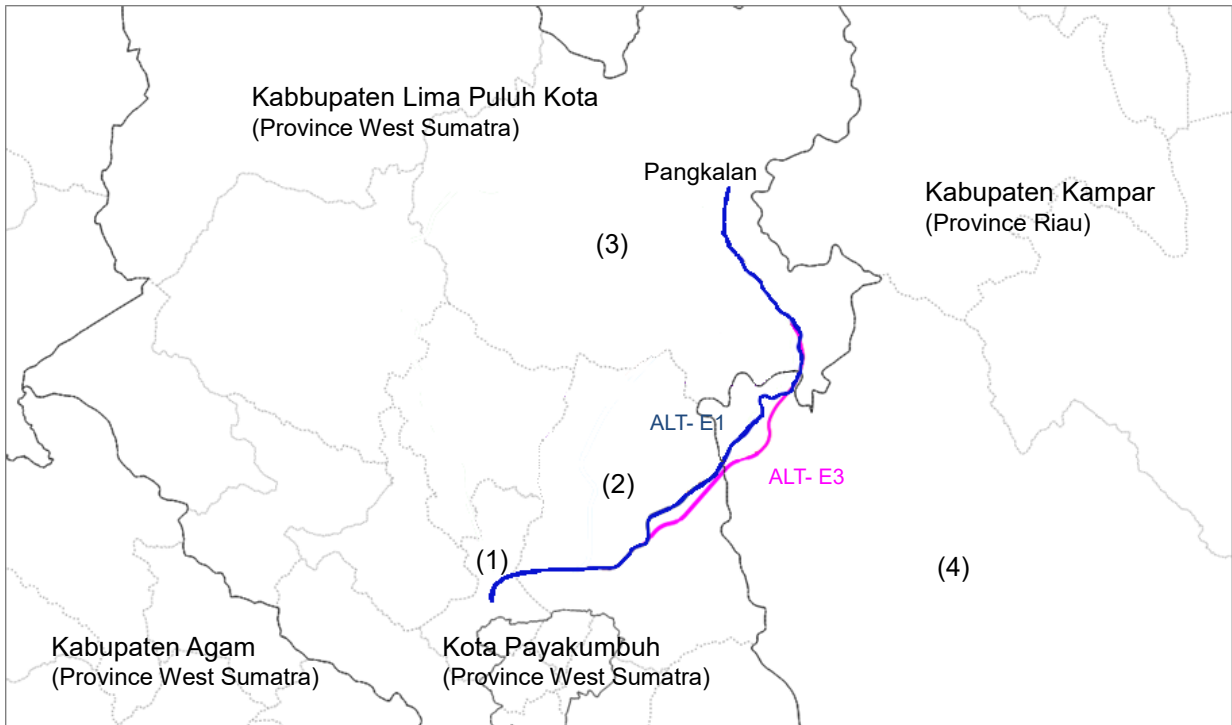 Kabbupaten Lima Puluh Kota
(Province West Sumatra)
Pangkalan
Kabupaten Kampar
(Province Riau)
(3)
ALT- E1
ALT- E3
(2)
(1)
(4)
Kabupaten Agam
(Province West Sumatra)
Kota Payakumbuh
(Province West Sumatra)